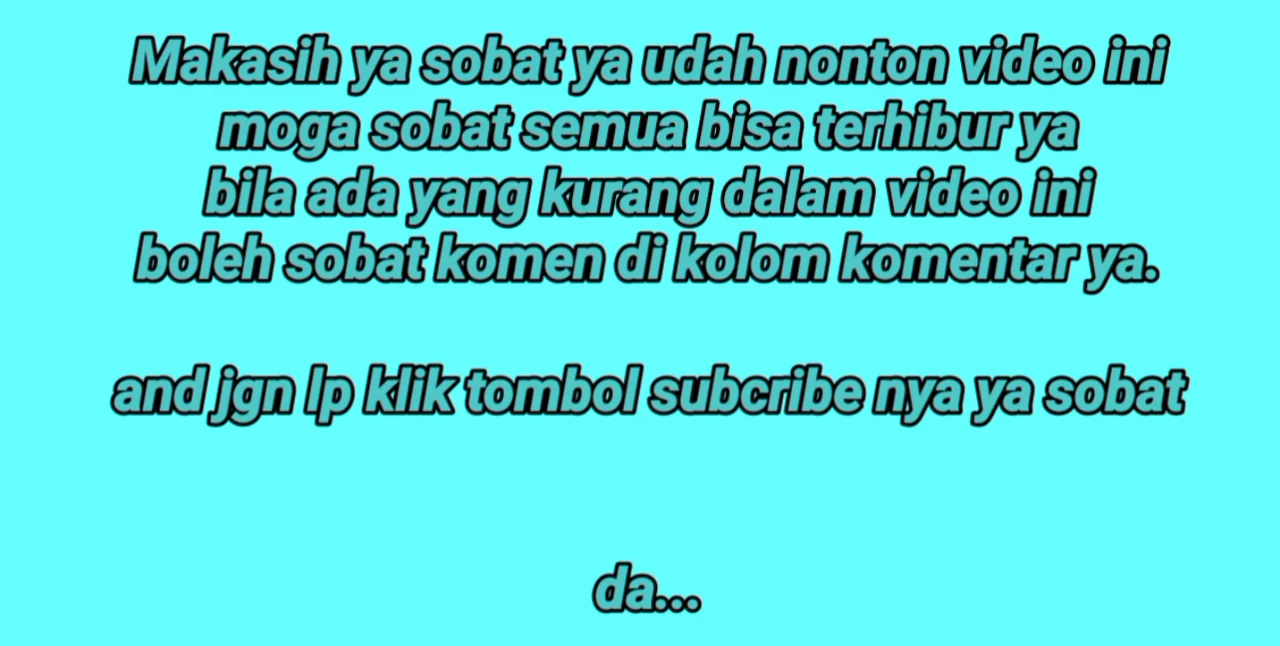 Makasih ya sobat ya udah nonton video ini
moga sobat semua bisa terhibur ya
bila ada yang kurang dalam video ini
boleh sobat komen di kolom komentar ya.
and jgn lp klik tombol subcribe nya ya sobat
da...